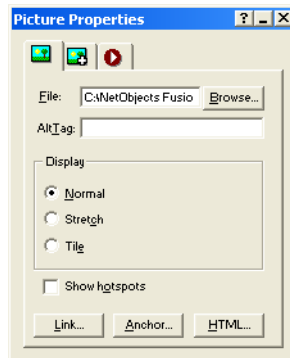 Picture Properties
File: C:\NetObjects Fusio Browse...
AltTag:
Display
Normal
Stretch
Tile
Show hotspots
Link... Anchor... HTML...